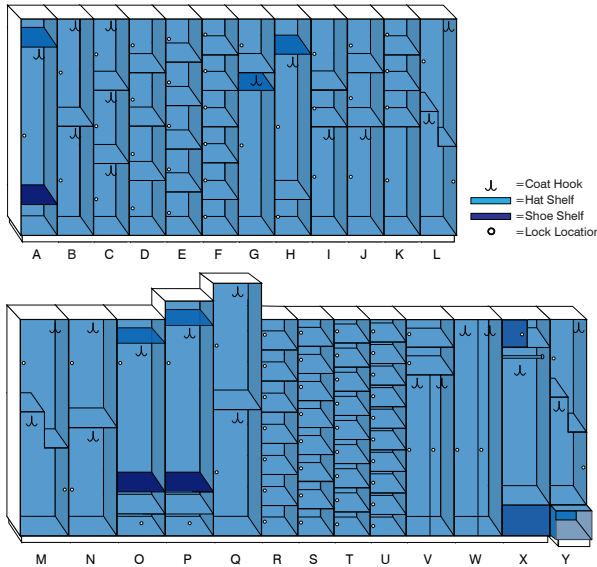 =Coat Hook
=Hat Shelf
=Shoe Shelf
=Lock Location
A B C D E F G H I J K L
M N O P Q R S T U V W X Y